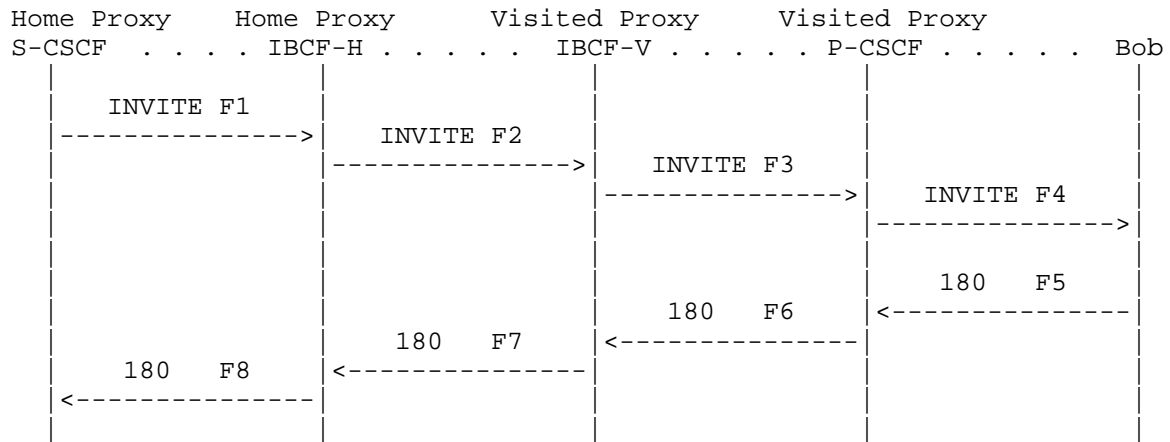 Home Proxy Home Proxy Visited Proxy Visited Proxy
S-CSCF . . . . IBCF-H . . . . . IBCF-V . . . . . P-CSCF . . . . . Bob
INVITE F1
INVITE F2
INVITE F3
INVITE F4
180 F5
180 F6
180 F7
180 F8